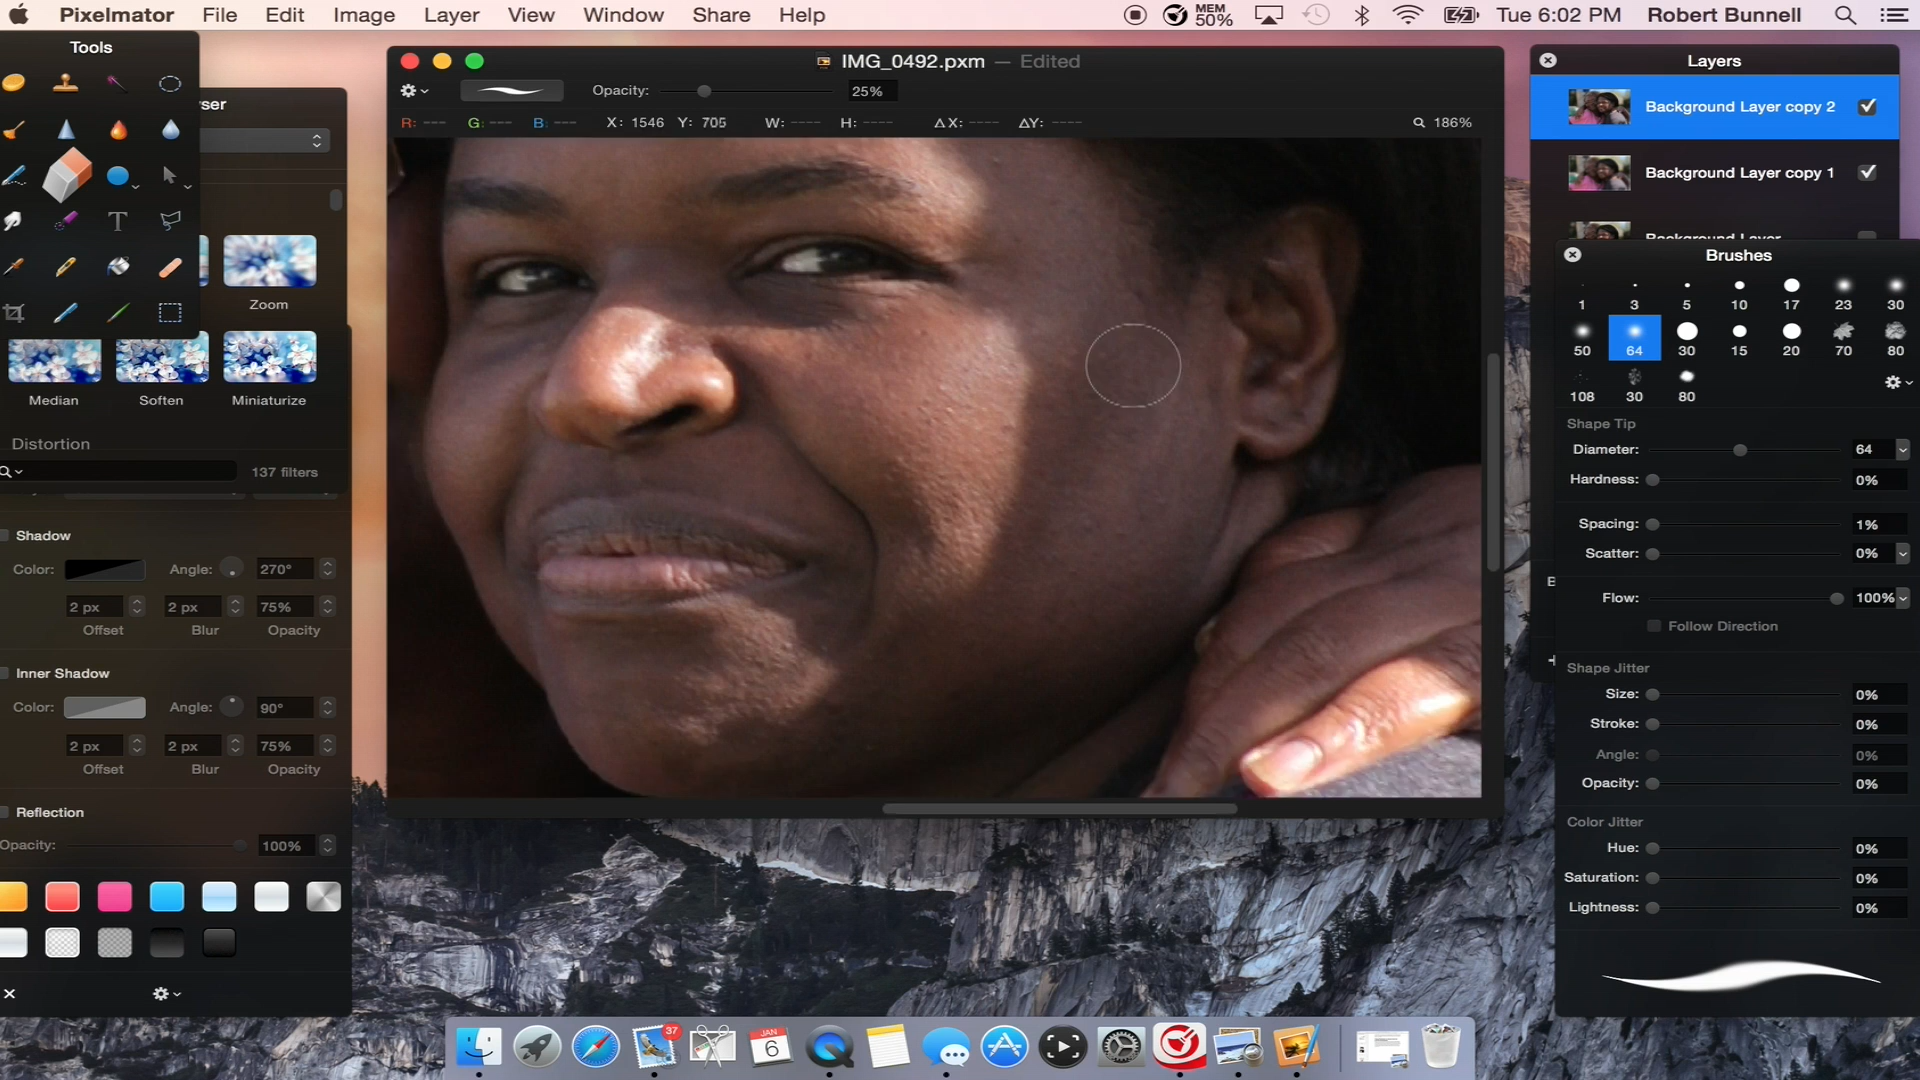 Pixelmator File Edit Image Layer View Window Share Help MEM 50% Tue 6:02 PM Robert Bunnell
Tools
ser
Zoom
Median Soften Miniaturize
Distortion
137 filters
Shadow
Color: Angle: 270°
2 px 2 px 75%
Offset Blur Opacity
Inner Shadow
Color: Angle: 90°
2 px 2 px 75%
Offset Blur Opacity
Reflection
Opacity: 100%
IMG_0492.pxm — Edited
Opacity: 25%
R: --- G: --- B: --- X: 1546 Y: 705 W: ---- H: ---- ΔX: ---- ΔY: ---- 186%
Layers
Background Layer copy 2
Background Layer copy 1
Background Layer
Brushes
1 3 5 10 17 23 30
50 64 30 15 20 70 80
108 30 80
Shape Tip
Diameter: 64
Hardness: 0%
Spacing: 1%
Scatter: 0%
Flow: 100%
Follow Direction
Shape Jitter
Size: 0%
Stroke: 0%
Angle: 0%
Opacity: 0%
Color Jitter
Hue: 0%
Saturation: 0%
Lightness: 0%
37
JAN
6